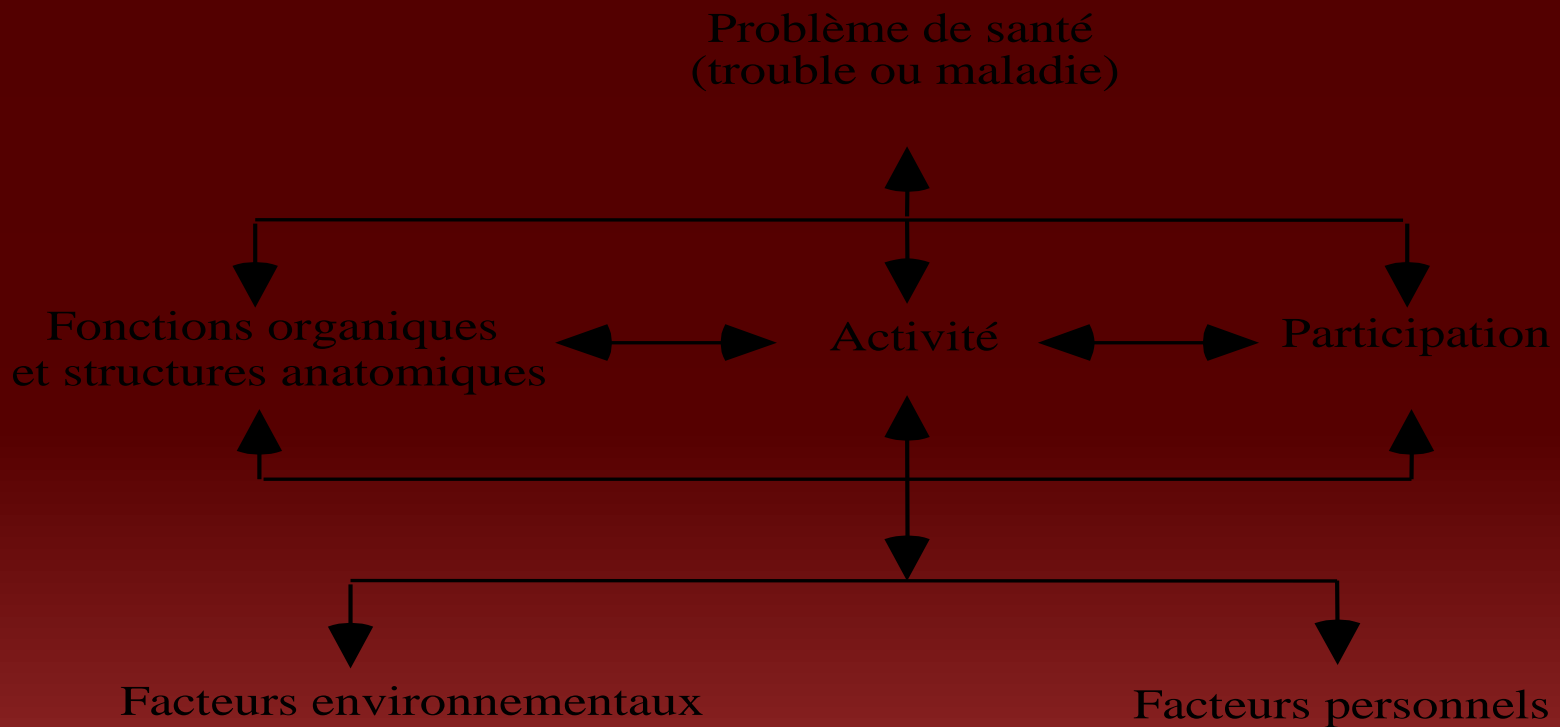 Problème de santé
(trouble ou maladie)
Fonctions organiques
et structures anatomiques
Activité
Participation
Facteurs environnementaux
Facteurs personnels